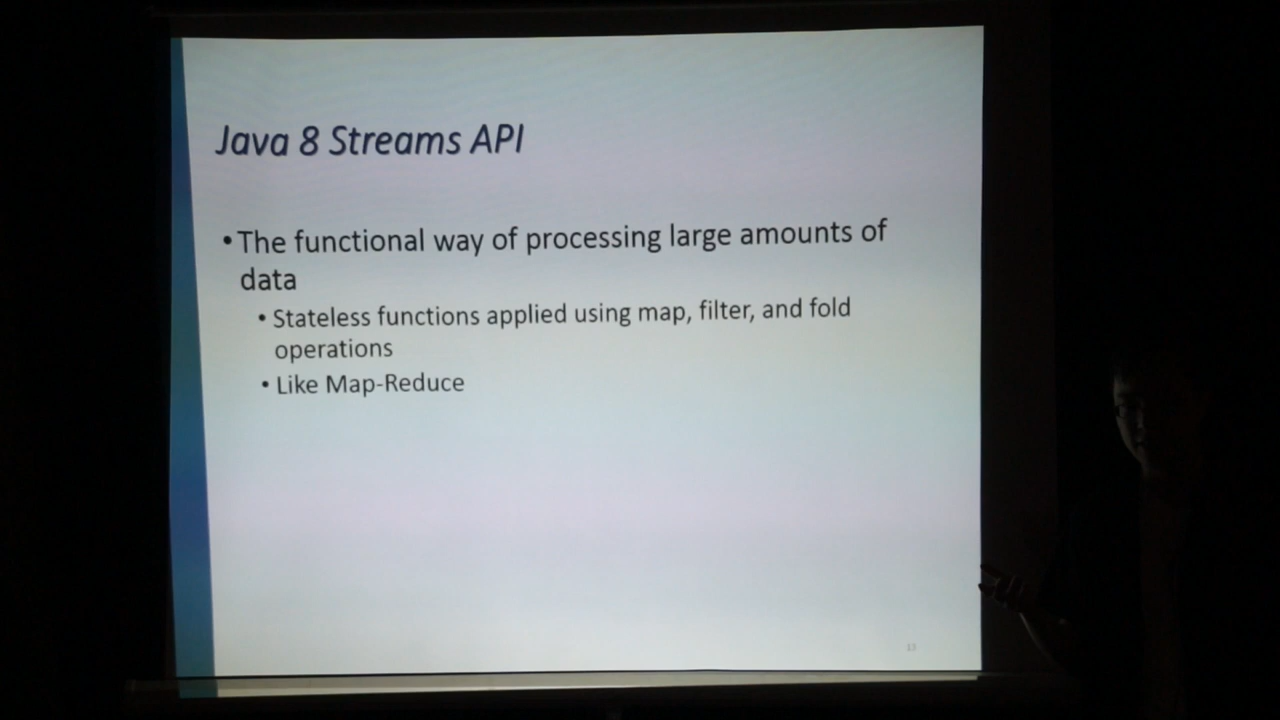 Java 8 Streams API
• The functional way of processing large amounts of
data
• Stateless functions applied using map, filter, and fold
operations
• Like Map-Reduce